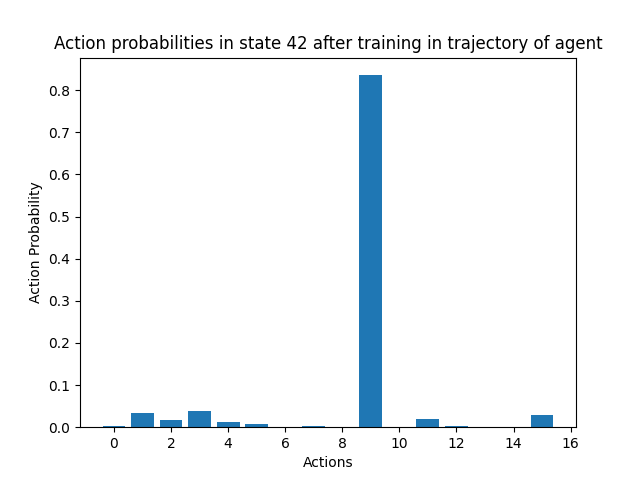 Action probabilities in state 42 after training in trajectory of agent
0.8
0.7
0.6
0.5
0.4
0.3
0.2
0.1
0.0
Action Probability
0 2 4 6 8 10 12 14 16
Actions